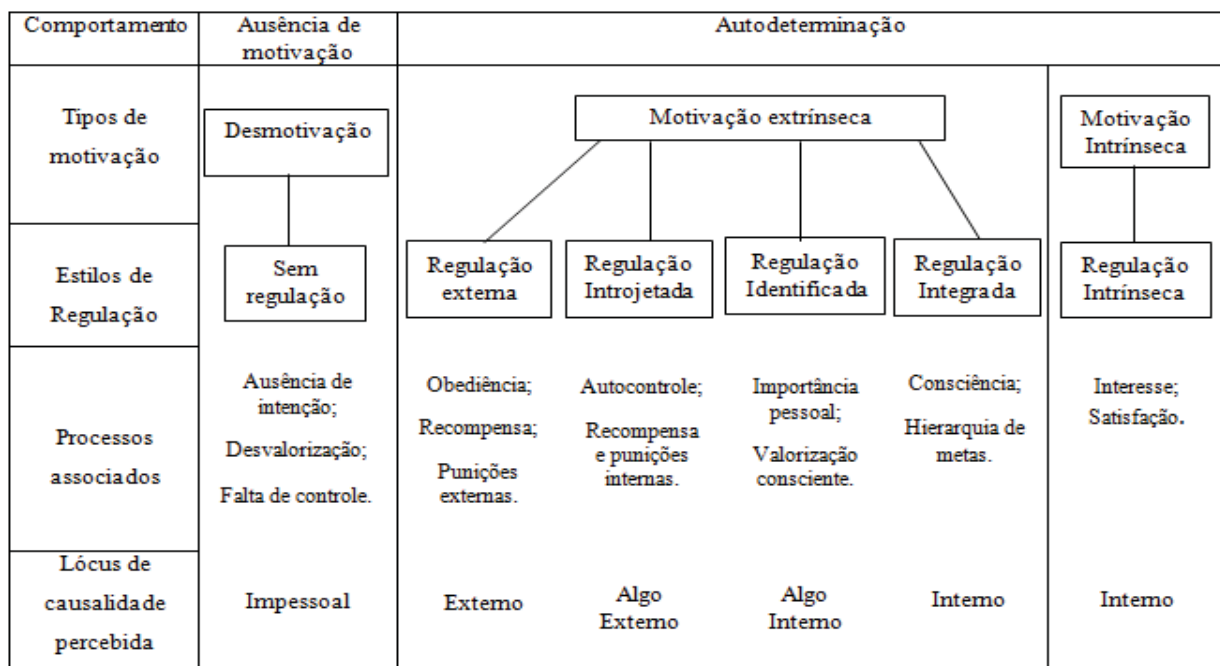 Comportamento
Ausência de
motivação
Autodeterminação
Tipos de
motivação
Desmotivação
Motivação extrínseca
Motivação
Intrínseca
Estilos de
Regulação
Sem
regulação
Regulação
externa
Regulação
Introjetada
Regulação
Identificada
Regulação
Integrada
Regulação
Intrínseca
Processos
associados
Ausência de
intenção;
Desvalorização;
Falta de controle.
Obediência;
Recompensa;
Punições
externas.
Autocontrole;
Recompensa
e punições
internas.
Importância
pessoal;
Valorização
consciente.
Consciência;
Hierarquia de
metas.
Interesse;
Satisfação.
Lócus de
causalidade
percebida
Impessoal
Externo
Algo
Externo
Algo
Interno
Interno
Interno